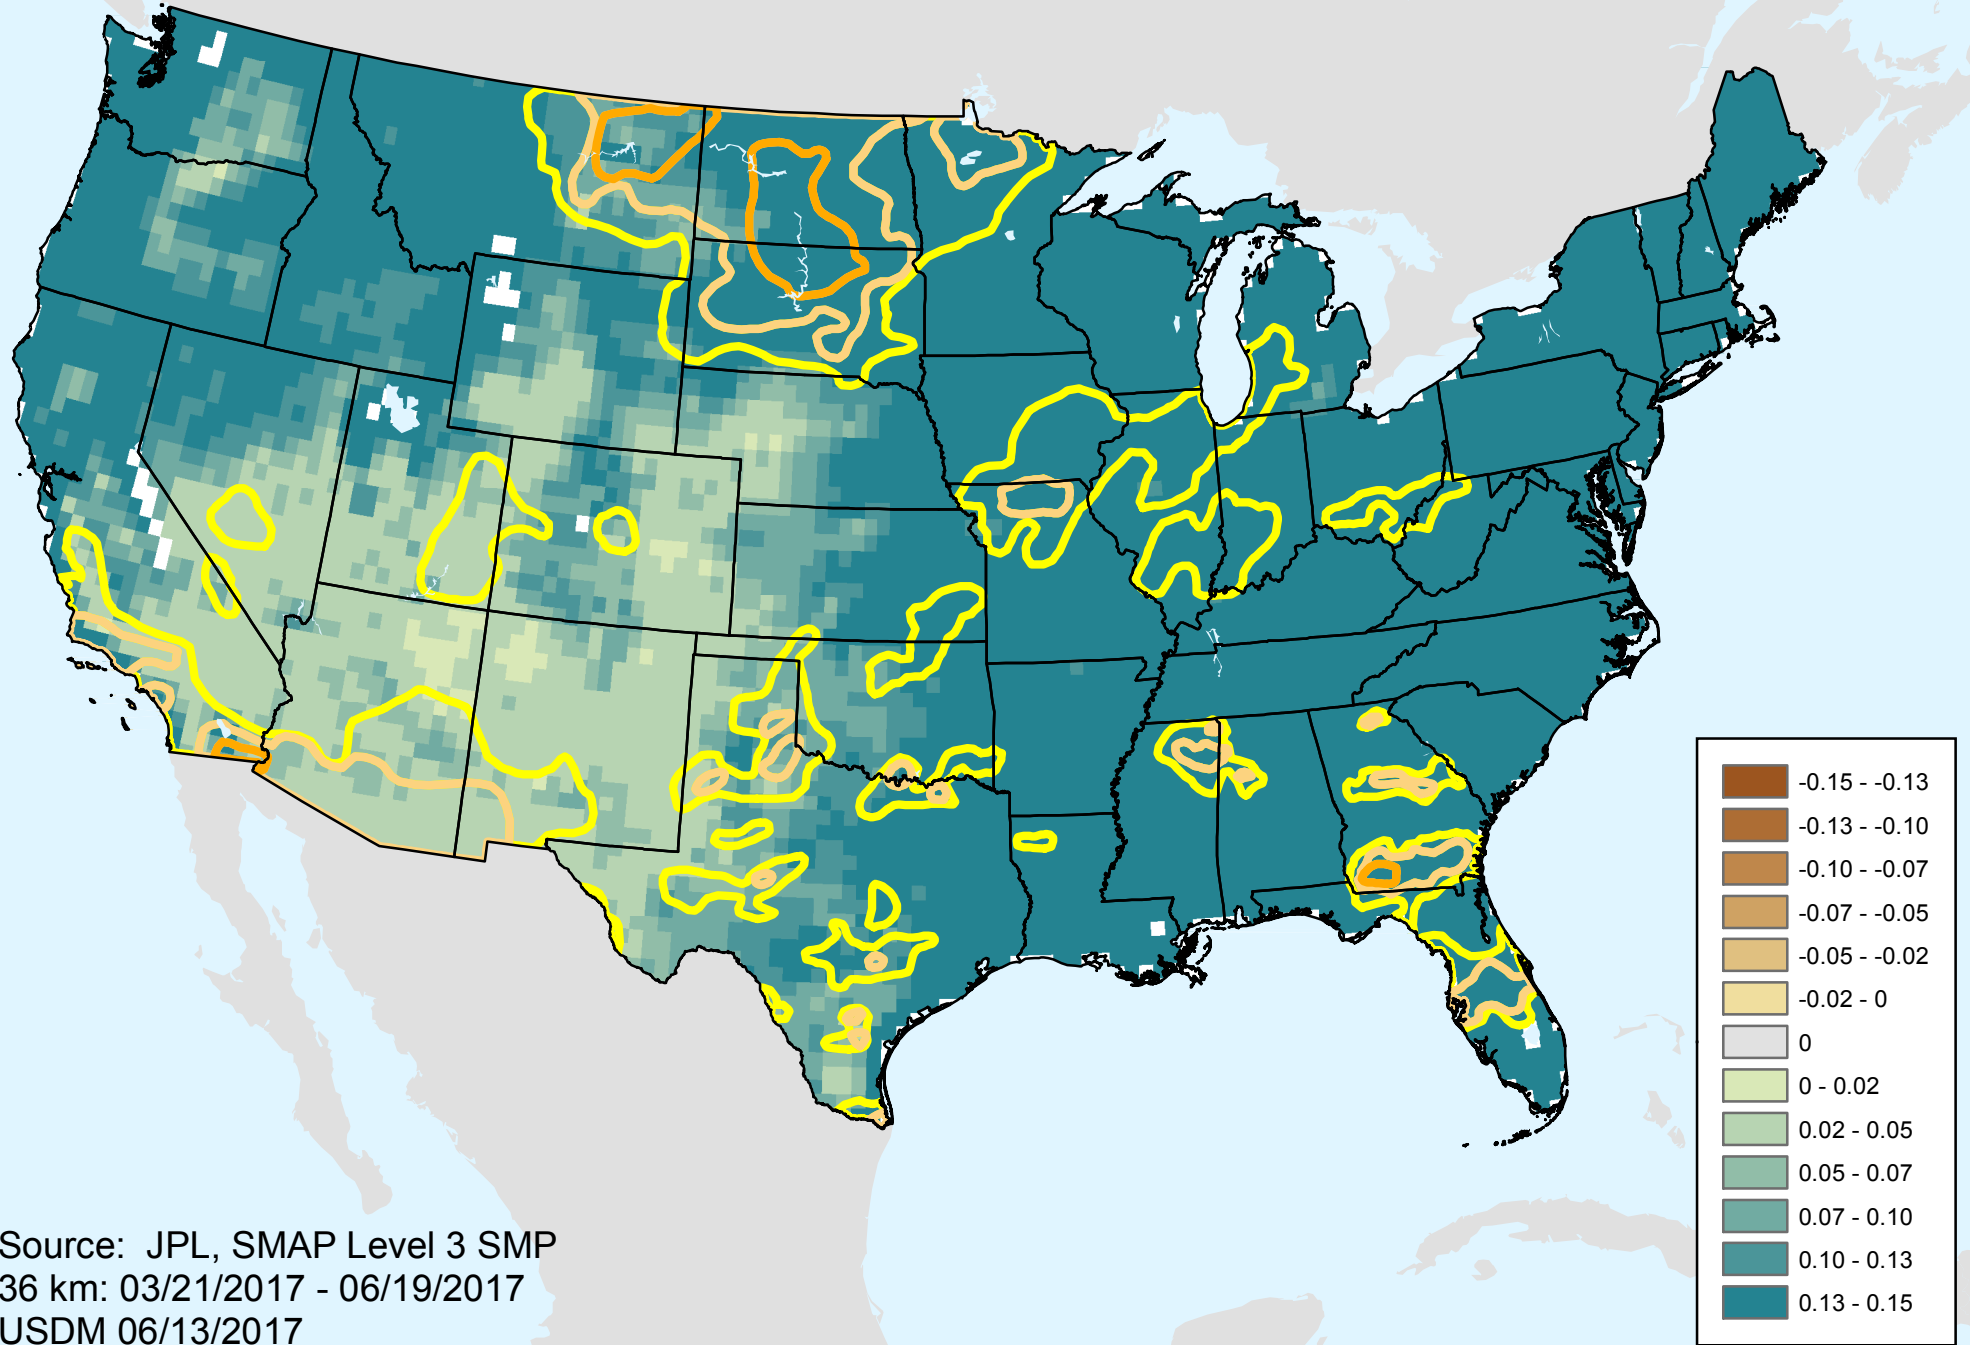 -0.15 - -0.13
-0.13 - -0.10
-0.10 - -0.07
-0.07 - -0.05
-0.05 - -0.02
-0.02 - 0
0
0 - 0.02
0.02 - 0.05
0.05 - 0.07
0.07 - 0.10
0.10 - 0.13
0.13 - 0.15
Source: JPL, SMAP Level 3 SMP
36 km: 03/21/2017 - 06/19/2017
USDM 06/13/2017